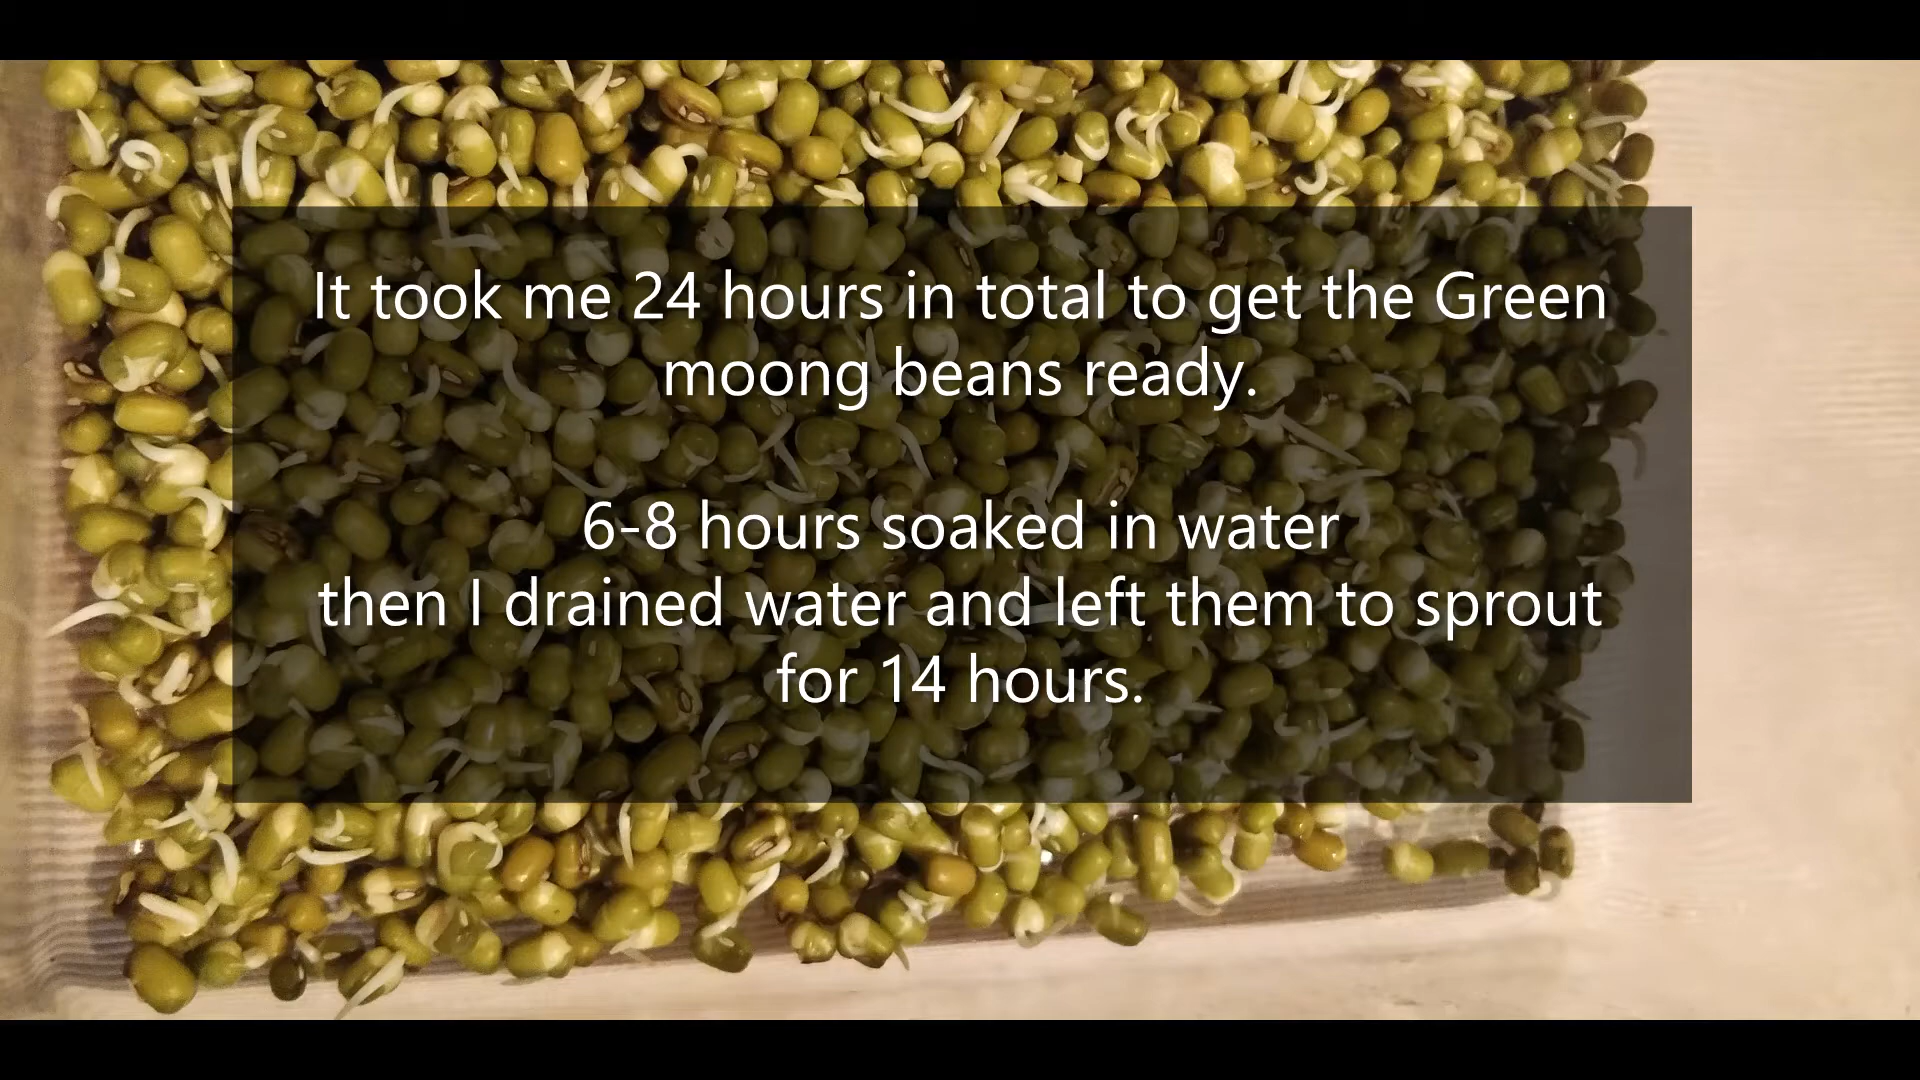 It took me 24 hours in total to get the Green
moong beans ready.
6-8 hours soaked in water
then I drained water and left them to sprout
for 14 hours.